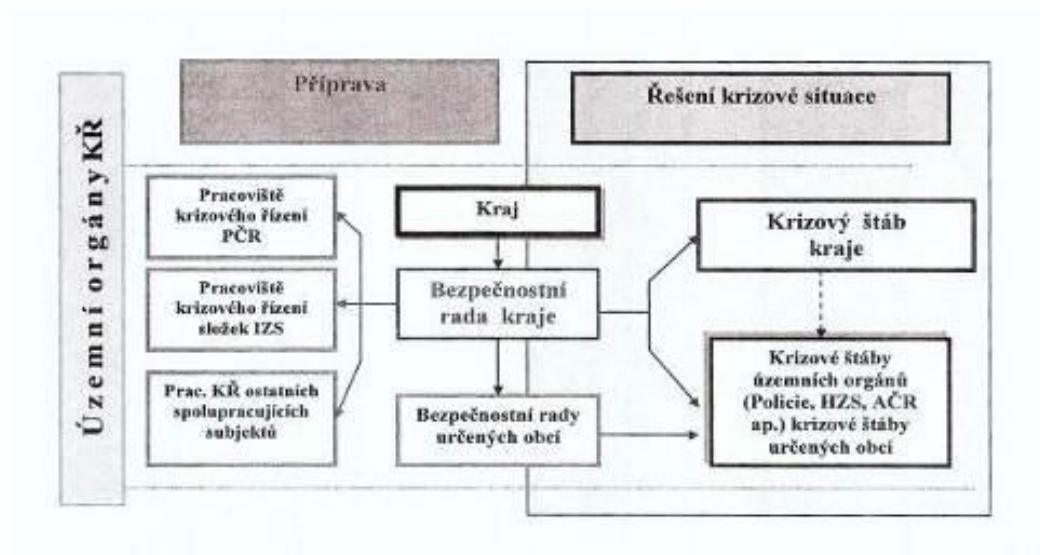 Územní orgány KŘ
Příprava
Řešení krizové situace
Pracoviště
krizového řízení
PČR
Kraj
Krizový štáb
kraje
Pracoviště
krizového řízení
složek IZS
Bezpečnostní
rada kraje
Prac. KŘ ostatních
spolupracujících
subjektů
Bezpečnostní rady
určených obcí
Krizové štáby
územních orgánů
(Policie, HZS, AČR
ap.) krizové štáby
určených obcí